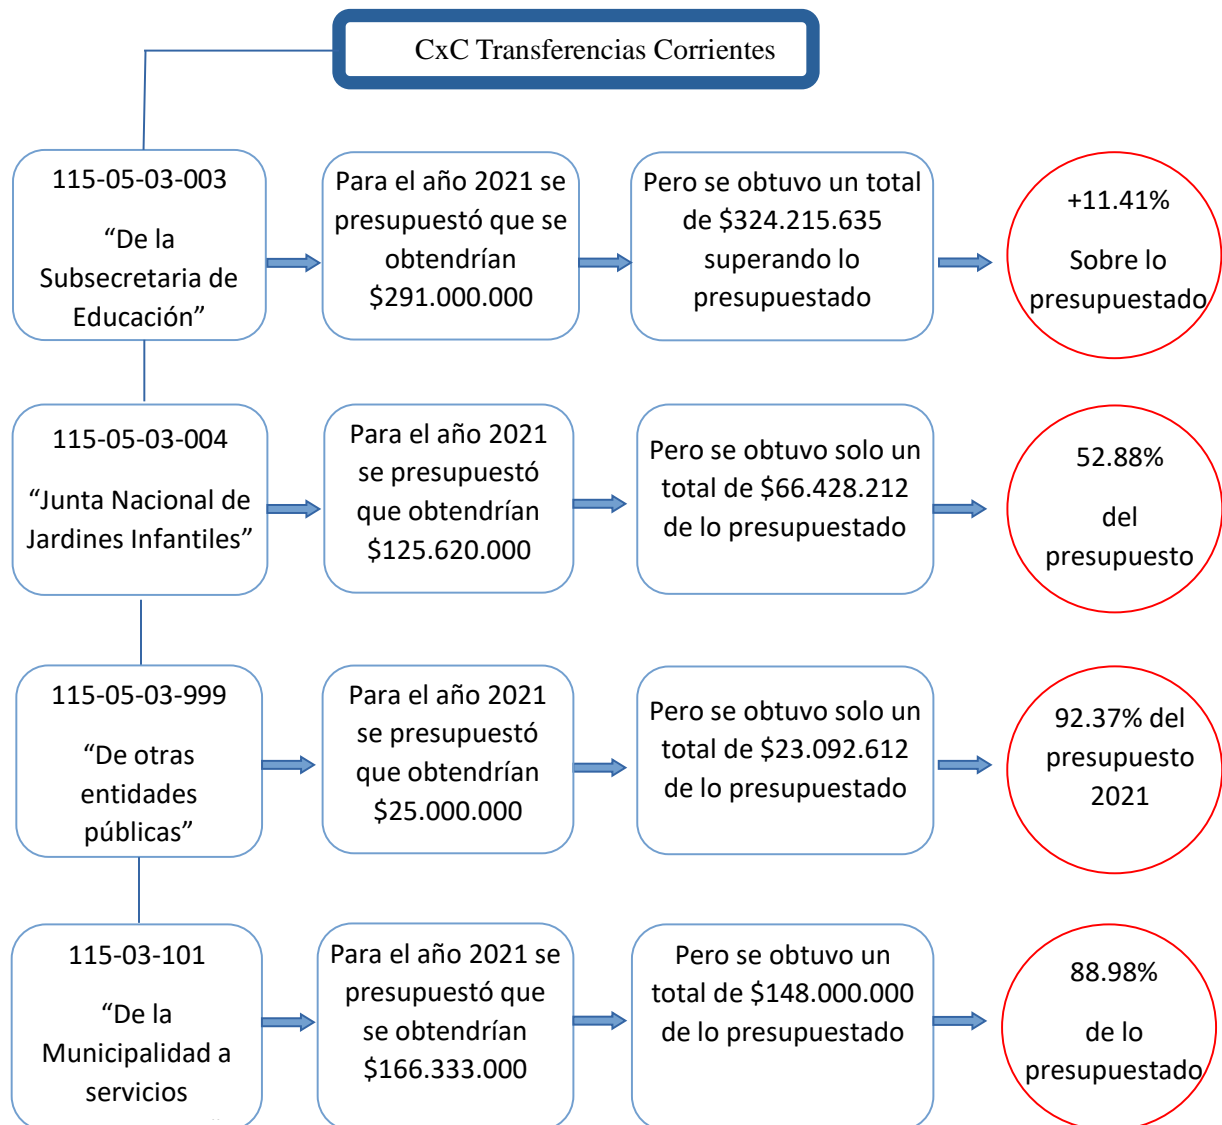 CxC Transferencias Corrientes
115-05-03-003
“De la
Subsecretaria de
Educación”
Para el año 2021 se
presupuestó que se
obtendrían
$291.000.000
Pero se obtuvo un total
de $324.215.635
superando lo
presupuestado
+11.41%
Sobre lo
presupuestado
115-05-03-004
“Junta Nacional de
Jardines Infantiles”
Para el año 2021
se presupuestó
que obtendrían
$125.620.000
Pero se obtuvo solo un
total de $66.428.212
de lo presupuestado
52.88%
del
presupuesto
115-05-03-999
“De otras
entidades
públicas”
Para el año 2021
se presupuestó
que obtendrían
$25.000.000
Pero se obtuvo solo un
total de $23.092.612
de lo presupuestado
92.37% del
presupuesto
2021
115-03-101
“De la
Municipalidad a
servicios
Para el año 2021 se
presupuestó que
se obtendrían
$166.333.000
Pero se obtuvo un
total de $148.000.000
de lo presupuestado
88.98%
de lo
presupuestado